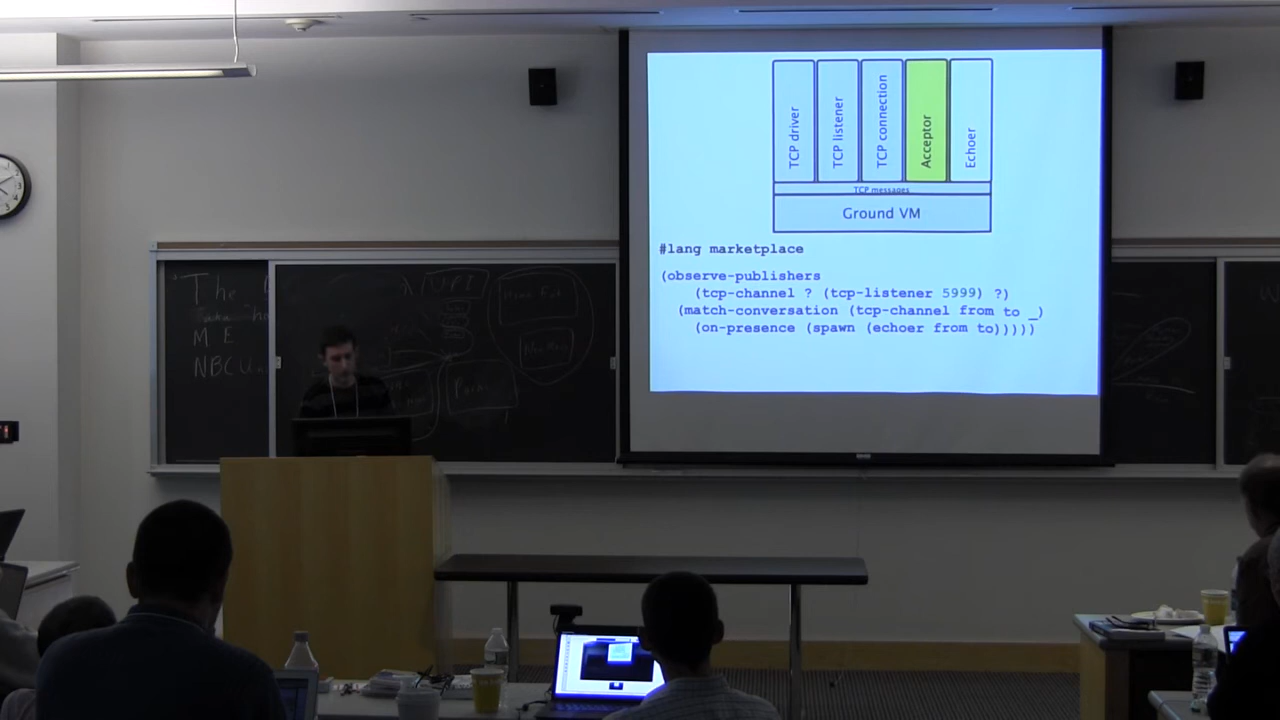 TCP driver
TCP listener
TCP connection
Acceptor
Echoer
TCP messages
Ground VM
#lang marketplace
(observe-publishers
(tcp-channel ? (tcp-listener 5999) ?)
(match-conversation (tcp-channel from to _)
(on-presence (spawn (echoer from to)))))
The
M E
NBCU